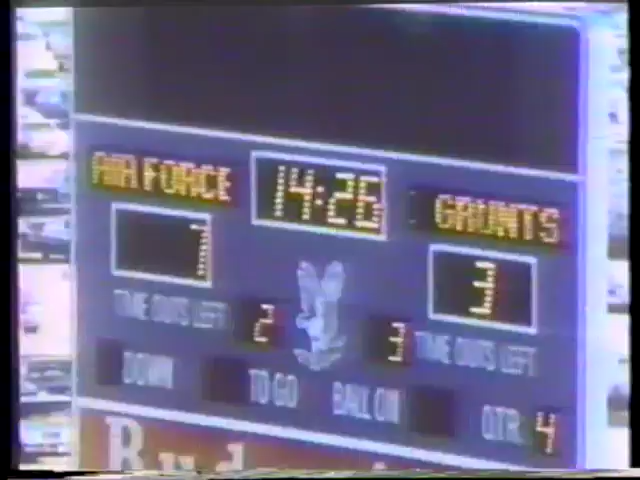 AIR FORCE 14:26 GRUNTS
7 3
TIME OUTS LEFT 2 3 TIME OUTS LEFT
DOWN TO GO BALL ON QTR 4